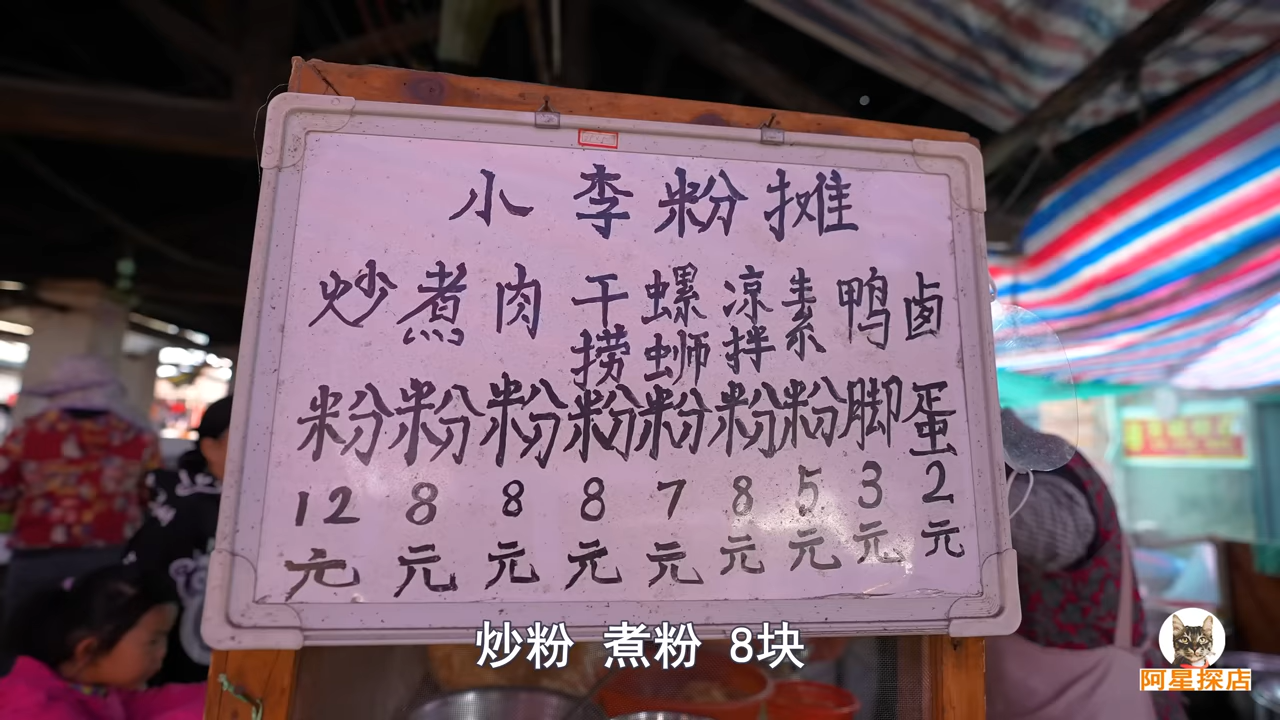 小李粉摊
炒粉 12元
煮粉 8元
肉粉 8元
干捞粉 8元
螺蛳粉 7元
凉拌粉 8元
素粉 5元
鸭脚 3元
卤蛋 2元
炒粉 煮粉 8块
阿星探店